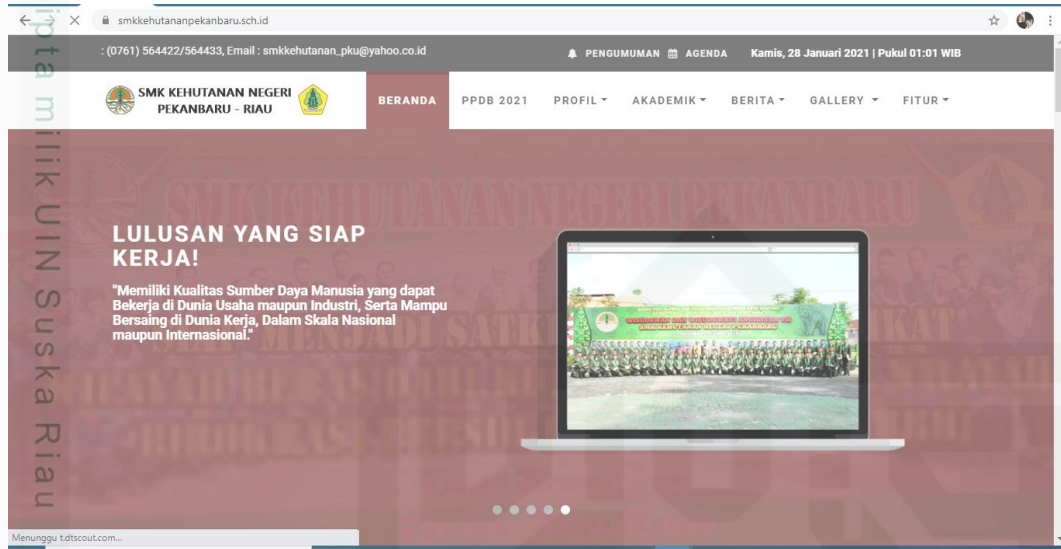 smkkehutananpekanbaru.sch.id
: (0761) 564422/564433, Email : smkkehutanan_pku@yahoo.co.id
PENGUMUMAN AGENDA Kamis, 28 Januari 2021 | Pukul 01:01 WIB
SMK KEHUTANAN NEGERI
PEKANBARU - RIAU
BERANDA PPDB 2021 PROFIL AKADEMIK BERITA GALLERY FITUR
SMK KEHUTANAN NEGERI PEKANBARU
LULUSAN YANG SIAP
KERJA!
"Memiliki Kualitas Sumber Daya Manusia yang dapat
Bekerja di Dunia Usaha maupun Industri, Serta Mampu
Bersaing di Dunia Kerja, Dalam Skala Nasional
maupun Internasional."
Menunggu t.dtscout.com...
ipta milik UIN Suska Riau